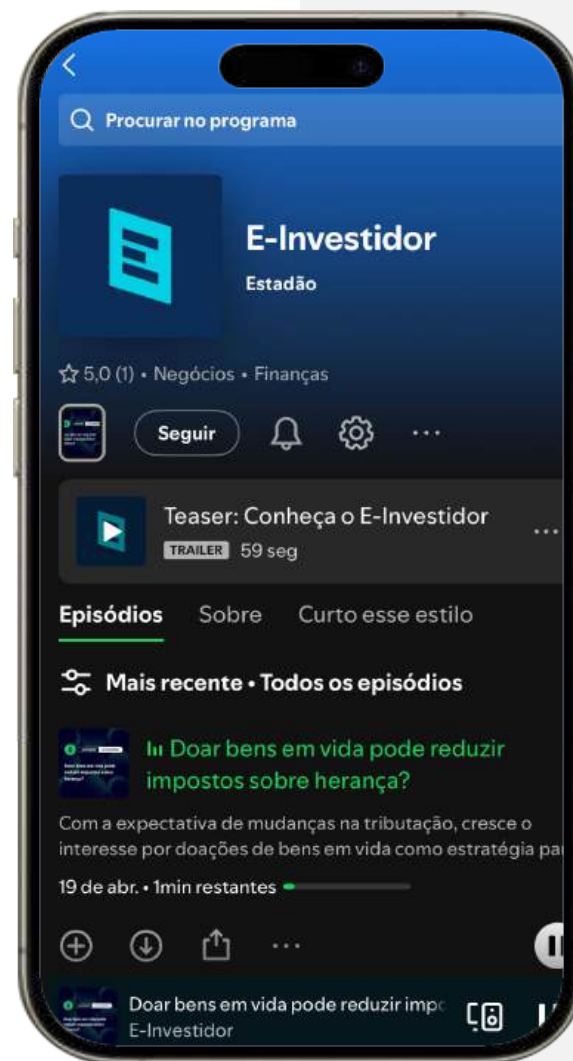 Procurar no programa
E-Investidor
Estadão
5,0 (1) • Negócios • Finanças
Seguir
Teaser: Conheça o E-Investidor
TRAILER 59 seg
Episódios Sobre Curto esse estilo
Mais recente • Todos os episódios
Doar bens em vida pode reduzir
impostos sobre herança?
Com a expectativa de mudanças na tributação, cresce o
interesse por doações de bens em vida como estratégia
19 de abr. • 1min restantes
Doar bens em vida pode reduzir
E-Investidor